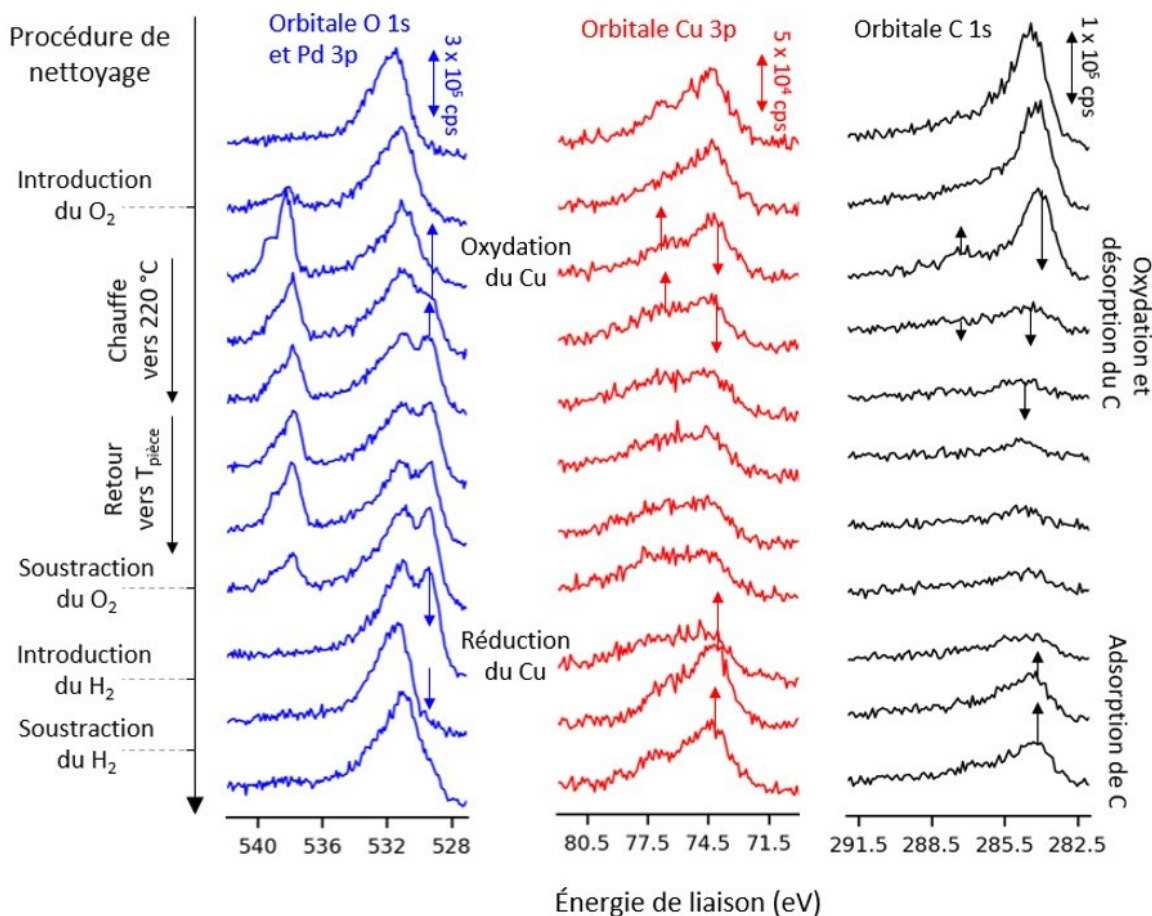 Procédure de
nettoyage
Orbitale O 1s
et Pd 3p
3 x 10⁵ cps
Orbitale Cu 3p
5 x 10⁴ cps
Orbitale C 1s
1 x 10⁵ cps
Introduction
du O₂
Chauffe
vers 220 °C
Retour
vers Tpièce
Soustraction
du O₂
Introduction
du H₂
Soustraction
du H₂
Oxydation
du Cu
Réduction
du Cu
Oxydation et
désorption du C
Adsorption de C
540 536 532 528
80.5 77.5 74.5 71.5
291.5 288.5 285.5 282.5
Énergie de liaison (eV)